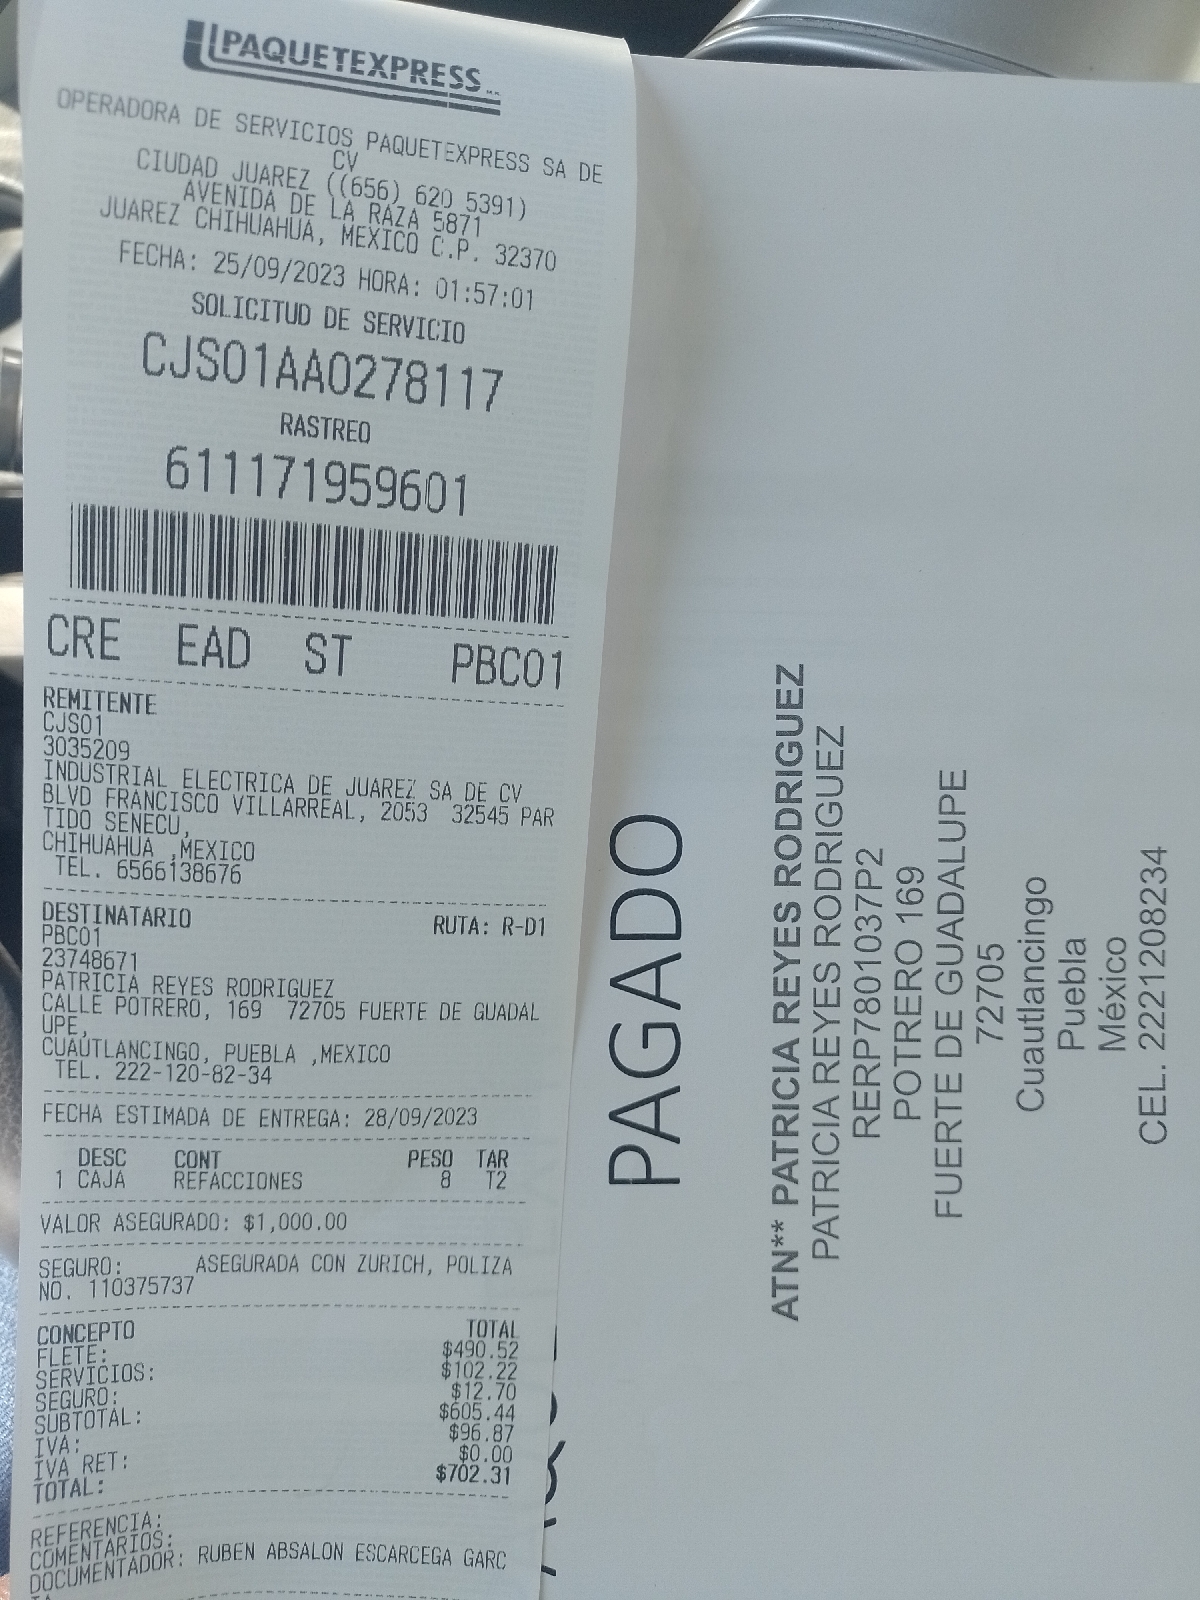 PAQUETEXPRESS
OPERADORA DE SERVICIOS PAQUETEXPRESS SA DE
CV
CIUDAD JUAREZ ((656) 620 5391)
AVENIDA DE LA RAZA 5871
JUAREZ CHIHUAHUA, MEXICO C.P. 32370
FECHA: 25/09/2023 HORA: 01:57:01
SOLICITUD DE SERVICIO
CJS01AA0278117
RASTREO
611171959601
CRE EAD ST PBC01
REMITENTE
CJS01
3035209
INDUSTRIAL ELECTRICA DE JUAREZ SA DE CV
BLVD FRANCISCO VILLARREAL, 2053 32545 PAR
TIDO SENECU,
CHIHUAHUA ,MEXICO
TEL. 6566138676
DESTINATARIO RUTA: R-D1
PBC01
23748671
PATRICIA REYES RODRIGUEZ
CALLE POTRERO, 169 72705 FUERTE DE GUADAL
UPE,
CUAUTLANCINGO, PUEBLA ,MEXICO
TEL. 222-120-82-34
FECHA ESTIMADA DE ENTREGA: 28/09/2023
DESC CONT PESO TAR
1 CAJA REFACCIONES 8 T2
VALOR ASEGURADO: $1,000.00
SEGURO: ASEGURADA CON ZURICH, POLIZA
NO. 110375737
CONCEPTO TOTAL
FLETE: $490.52
SERVICIOS: $102.22
SEGURO: $12.70
SUBTOTAL: $605.44
IVA: $96.87
IVA RET: $0.00
TOTAL: $702.31
REFERENCIA:
COMENTARIOS:
DOCUMENTADOR: RUBEN ABSALON ESCARCEGA GARC
PAGADO
ATN** PATRICIA REYES RODRIGUEZ
PATRICIA REYES RODRIGUEZ
RERP7801037P2
POTRERO 169
FUERTE DE GUADALUPE
72705
Cuautlancingo
Puebla
México
CEL. 2221208234